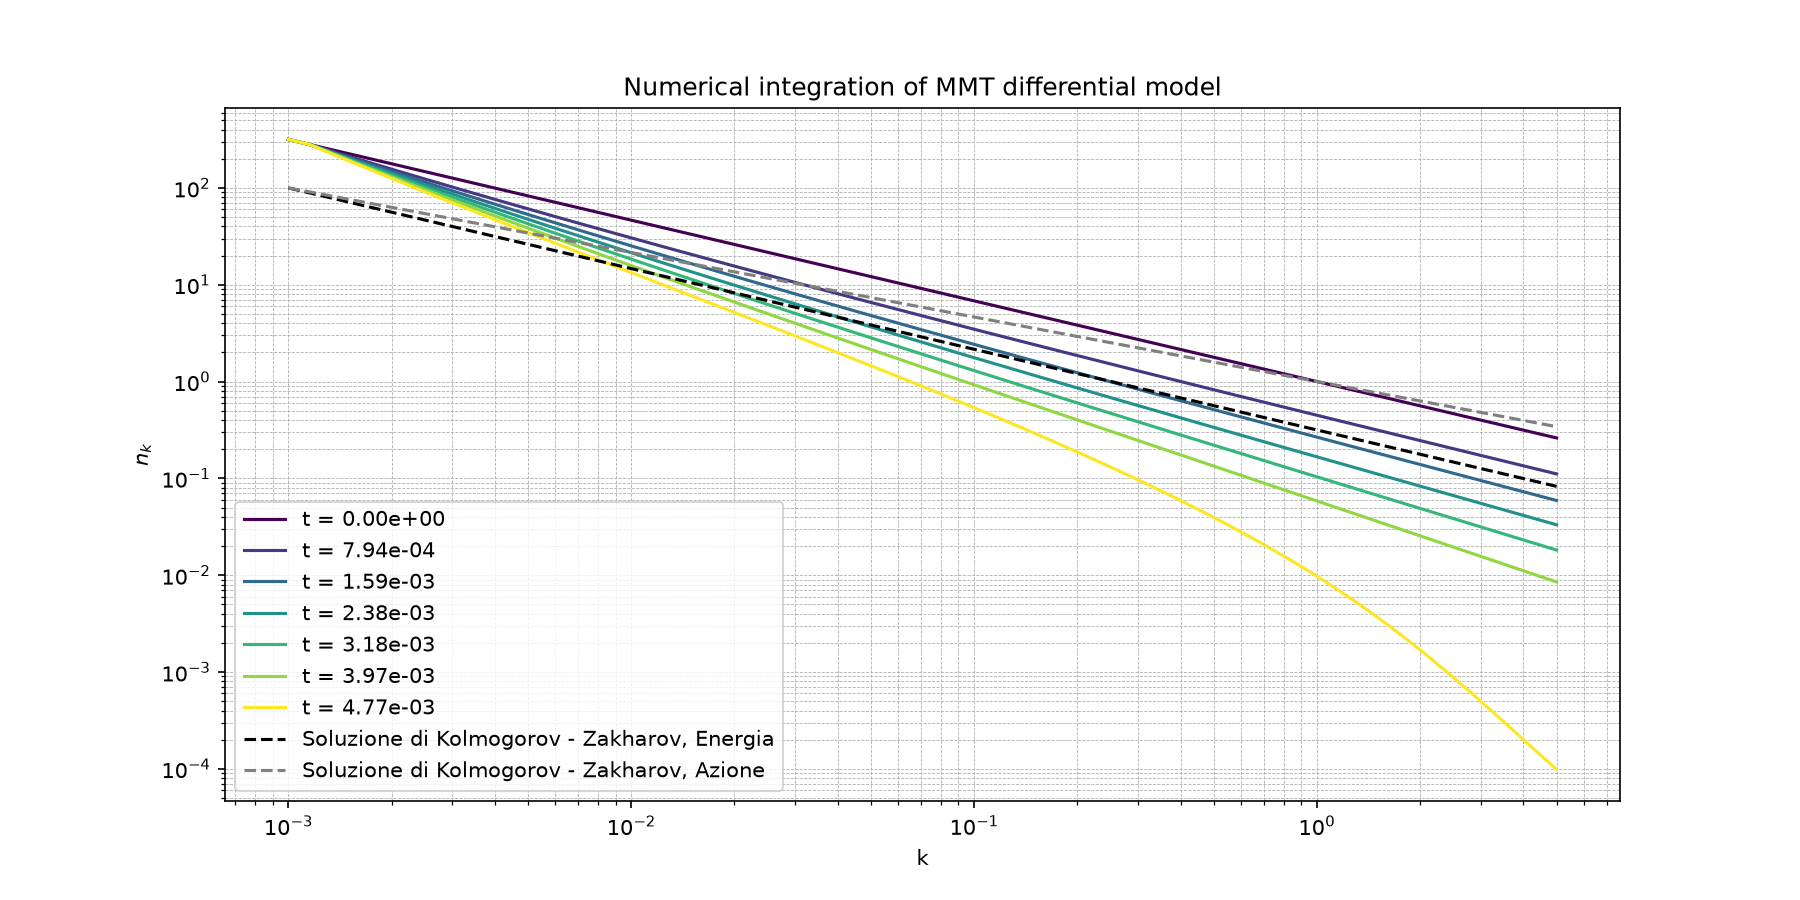 Numerical integration of MMT differential model
n_k
10^2
10^1
10^0
10^−1
10^−2
10^−3
10^−4
t = 0.00e+00
t = 7.94e-04
t = 1.59e-03
t = 2.38e-03
t = 3.18e-03
t = 3.97e-03
t = 4.77e-03
Soluzione di Kolmogorov - Zakharov, Energia
Soluzione di Kolmogorov - Zakharov, Azione
10^−3 10^−2 10^−1 10^0
k